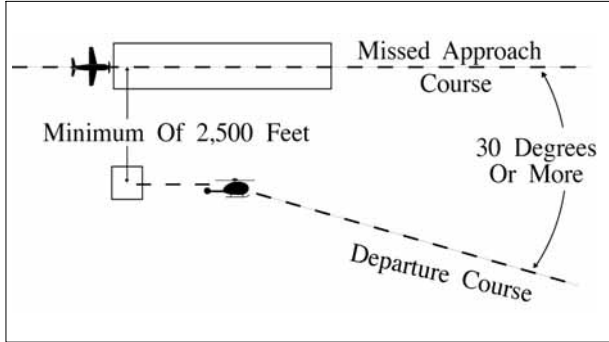 Missed Approach
Course
Minimum Of 2,500 Feet
30 Degrees
Or More
Departure Course